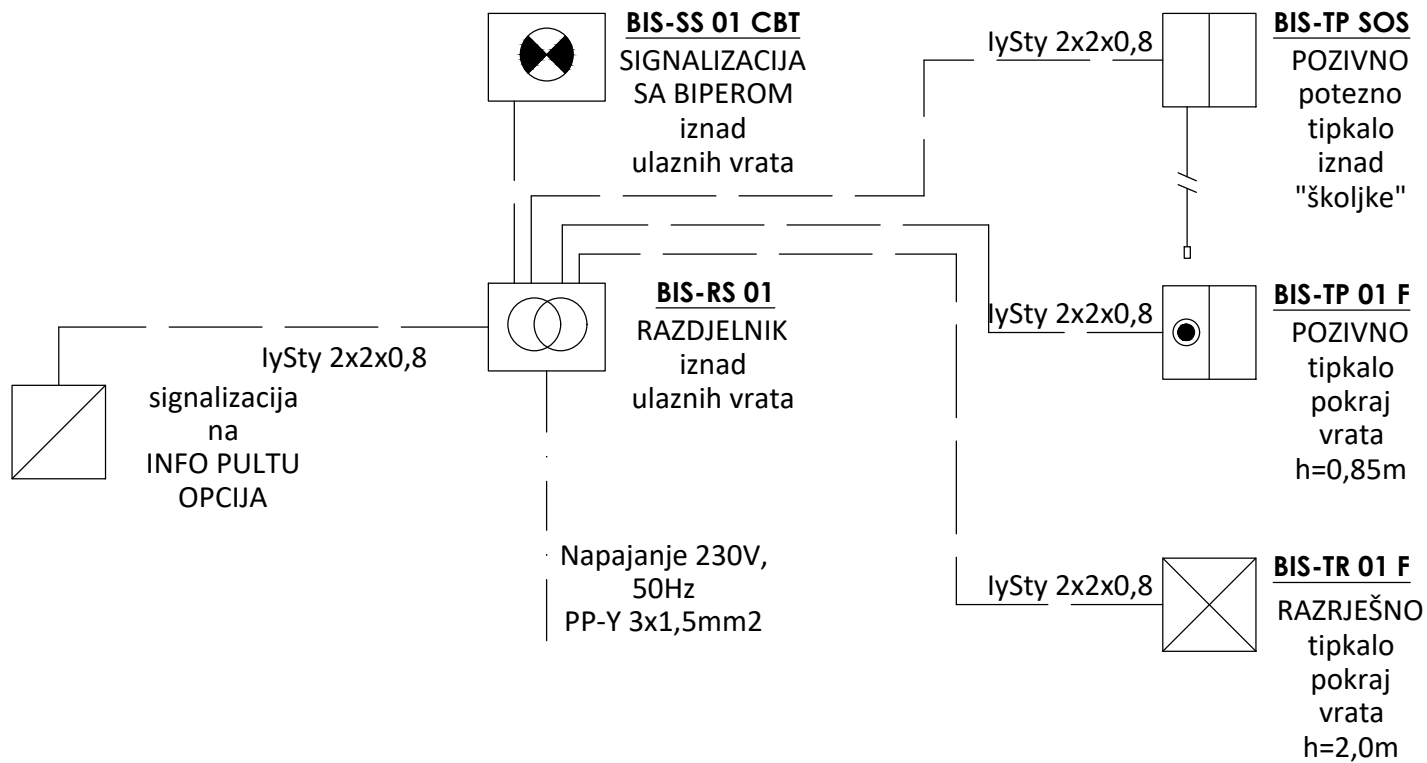 BIS-SS 01 CBT
SIGNALIZACIJA
SA BIPEROM
iznad
ulaznih vrata
IySty 2x2x0,8
BIS-TP SOS
POZIVNO
potezno
tipkalo
iznad
"školjke"
BIS-RS 01
RAZDJELNIK
iznad
ulaznih vrata
IySty 2x2x0,8
BIS-TP 01 F
POZIVNO
tipkalo
pokraj
vrata
h=0,85m
IySty 2x2x0,8
signalizacija
na
INFO PULTU
OPCIJA
Napajanje 230V,
50Hz
PP-Y 3x1,5mm2
IySty 2x2x0,8
BIS-TR 01 F
RAZRJEŠNO
tipkalo
pokraj
vrata
h=2,0m